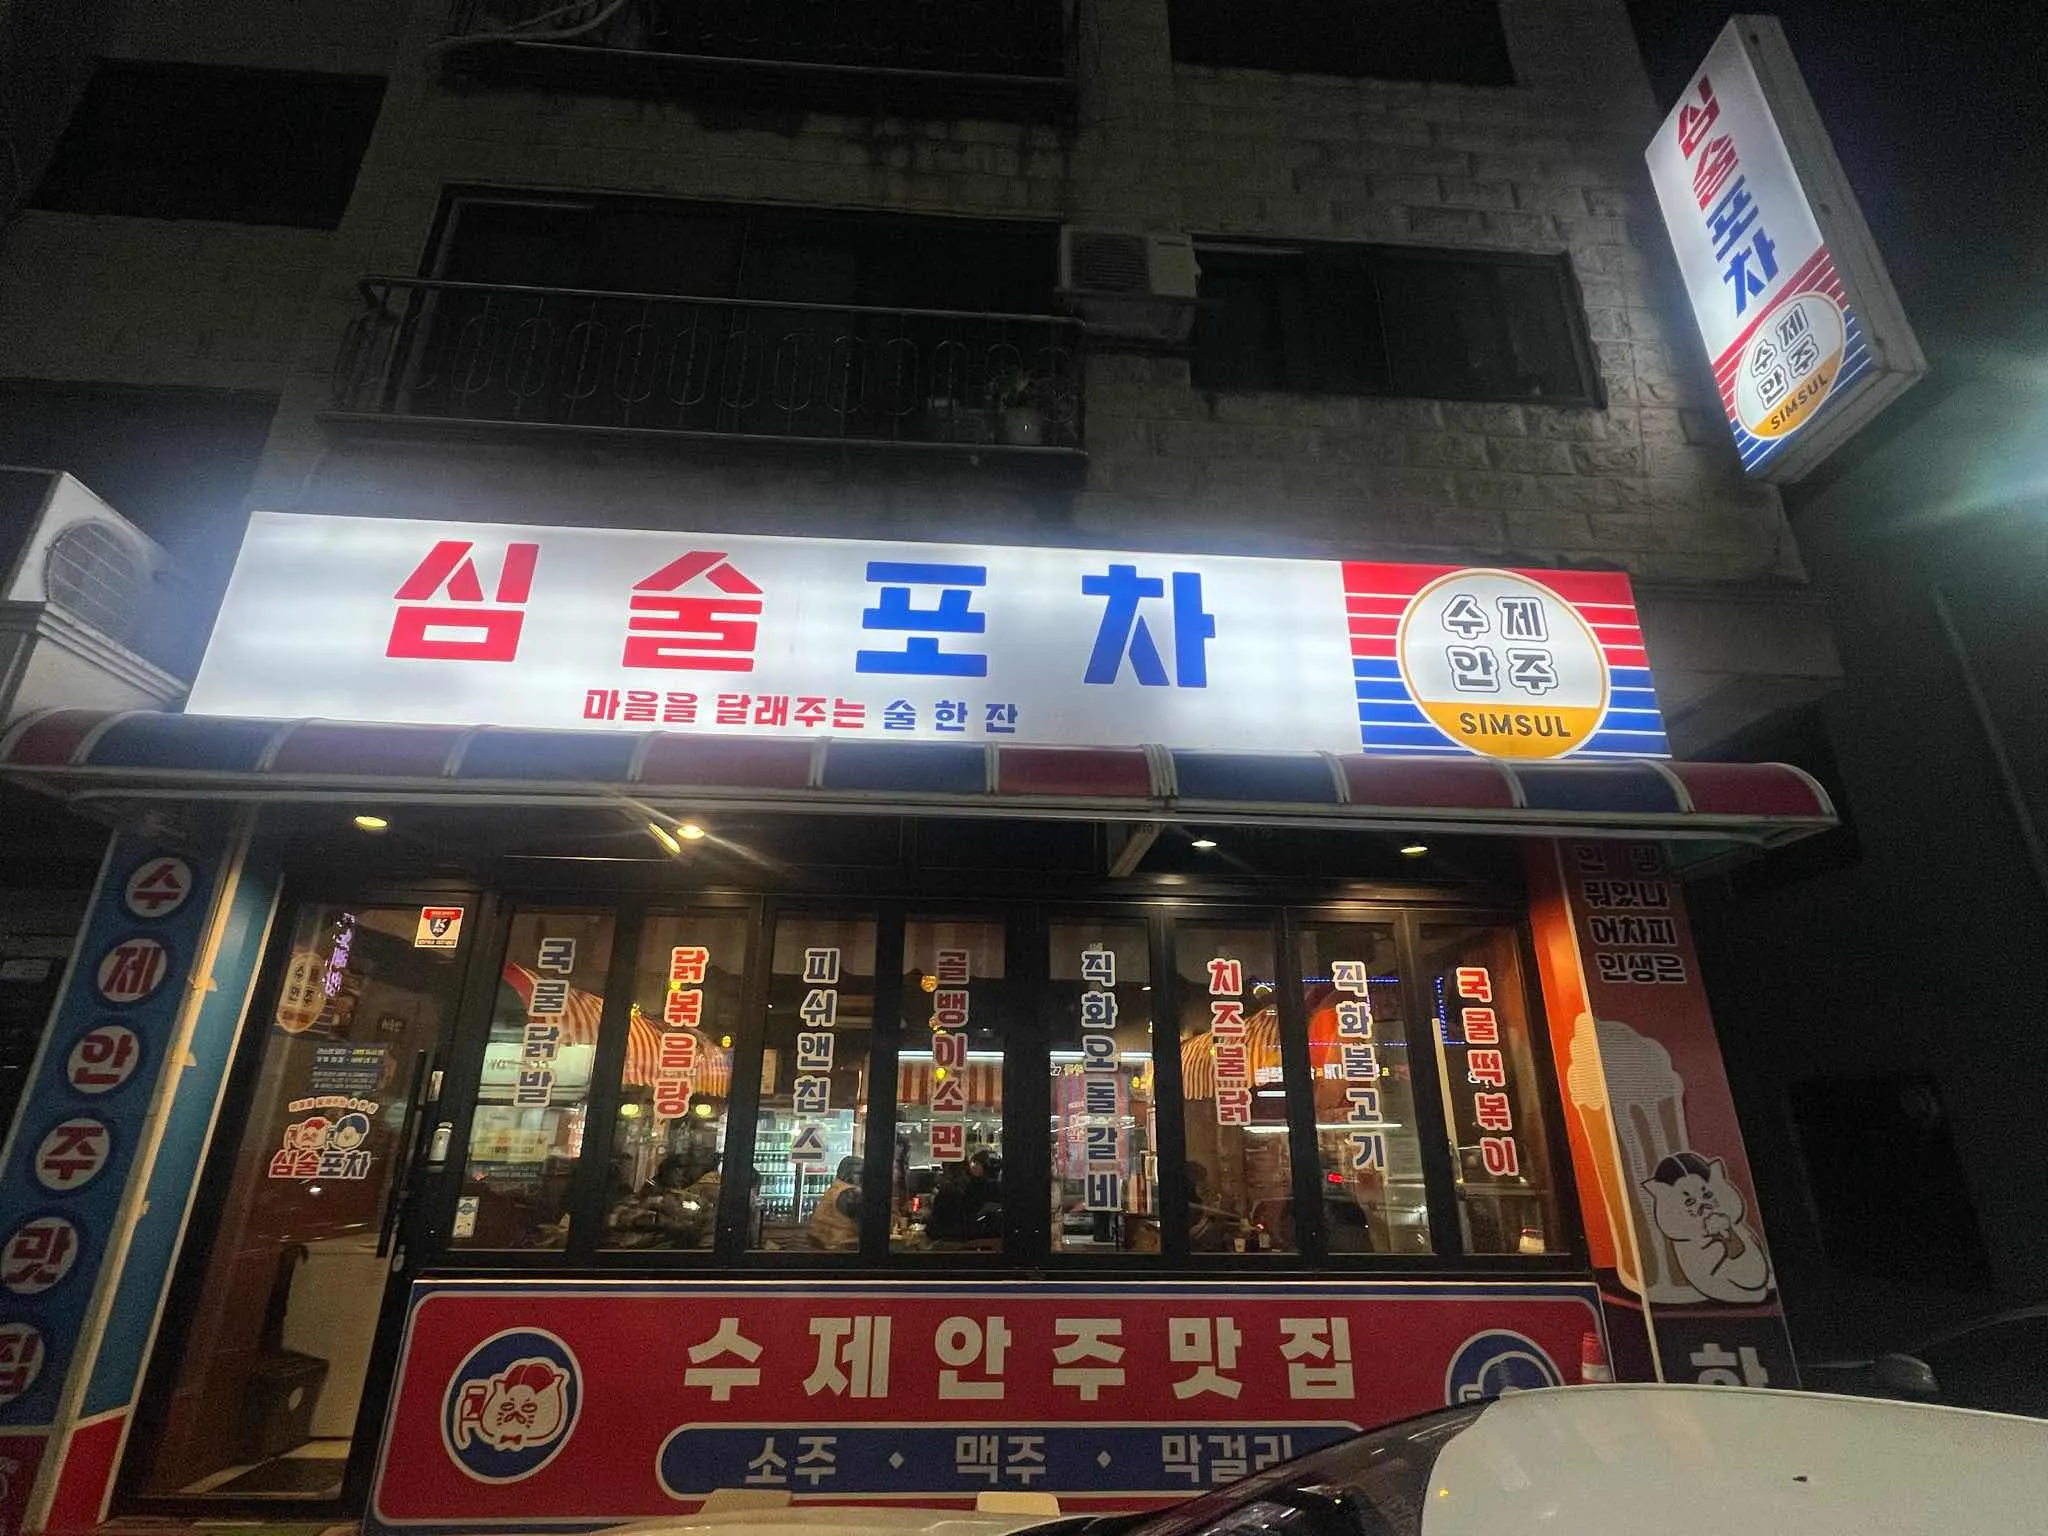 심술포차
수제
안주
SIMSUL
심술포차
마을을 달래주는 술 한 잔
수제
안주
SIMSUL
수제안주맛집
국물닭발
닭볶음탕
피쉬앤칩스
골뱅이소면
직화오돌갈비
치즈불닭
직화불고기
국물떡볶이
인생
뭐있나
어차피
인생은
심술포차
수제안주맛집
소주 · 맥주 · 막걸리